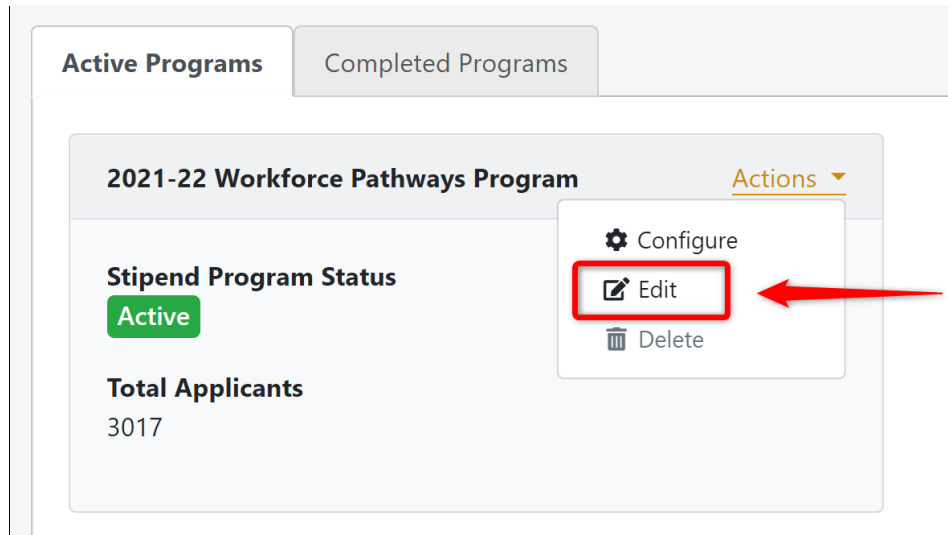 Active Programs
Completed Programs
2021-22 Workforce Pathways Program
Actions
Configure
Edit
Delete
Stipend Program Status
Active
Total Applicants
3017